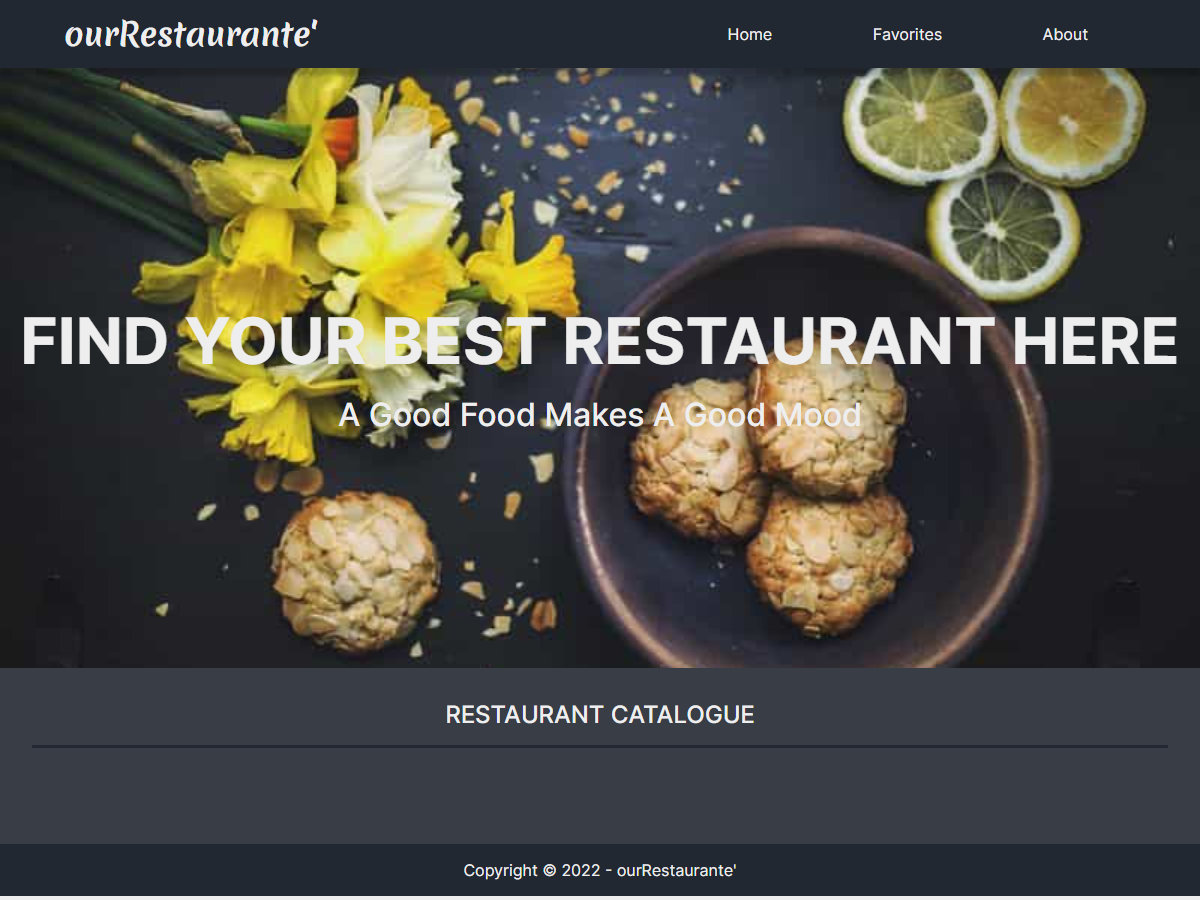 ourRestaurante'
Home
Favorites
About
FIND YOUR BEST RESTAURANT HERE
A Good Food Makes A Good Mood
RESTAURANT CATALOGUE
Copyright © 2022 - ourRestaurante'